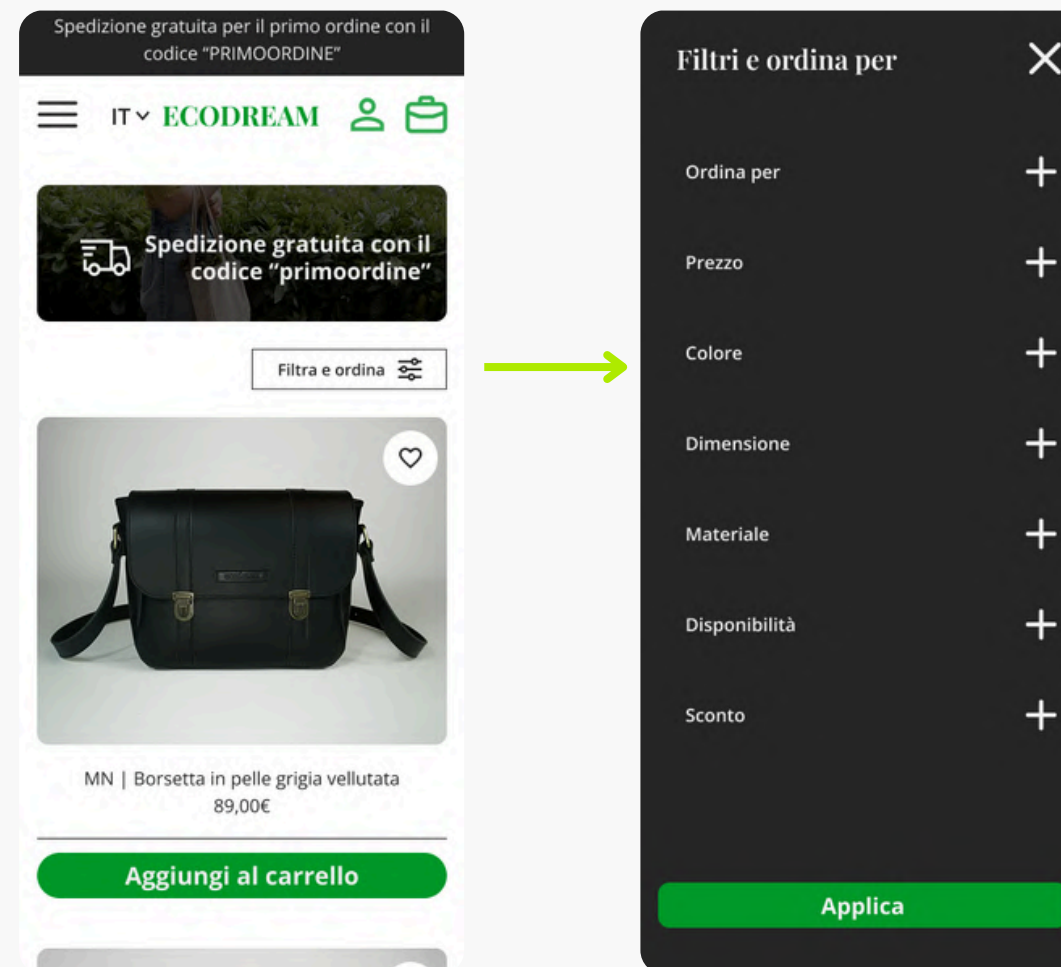 Spedizione gratuita per il primo ordine con il
codice “PRIMOORDINE”
IT
ECODREAM
Spedizione gratuita con il
codice “primoordine”
Filtra e ordina
MN | Borsetta in pelle grigia vellutata
89,00€
Aggiungi al carrello
Filtri e ordina per
Ordina per
Prezzo
Colore
Dimensione
Materiale
Disponibilità
Sconto
Applica